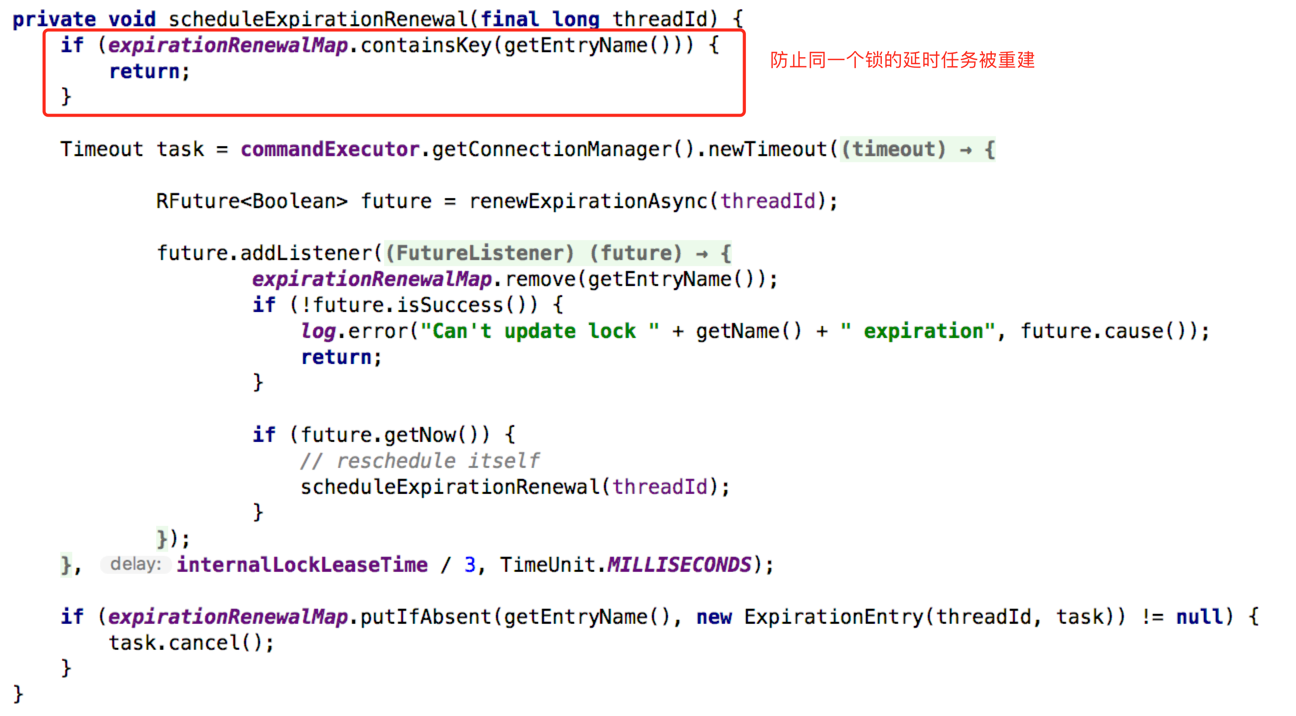 private void scheduleExpirationRenewal(final long threadId) {
if (expirationRenewalMap.containsKey(getEntryName())) {
防止同一个锁的延时任务被重建
return;
}
Timeout task = commandExecutor.getConnectionManager().newTimeout((timeout) → {
RFuture<Boolean> future = renewExpirationAsync(threadId);
future.addListener((FutureListener) (future) → {
expirationRenewalMap.remove(getEntryName());
if (!future.isSuccess()) {
log.error("Can't update lock " + getName() + " expiration", future.cause());
return;
}
if (future.getNow()) {
// reschedule itself
scheduleExpirationRenewal(threadId);
}
});
}, delay: internalLockLeaseTime / 3, TimeUnit.MILLISECONDS);
if (expirationRenewalMap.putIfAbsent(getEntryName(), new ExpirationEntry(threadId, task)) != null) {
task.cancel();
}
}